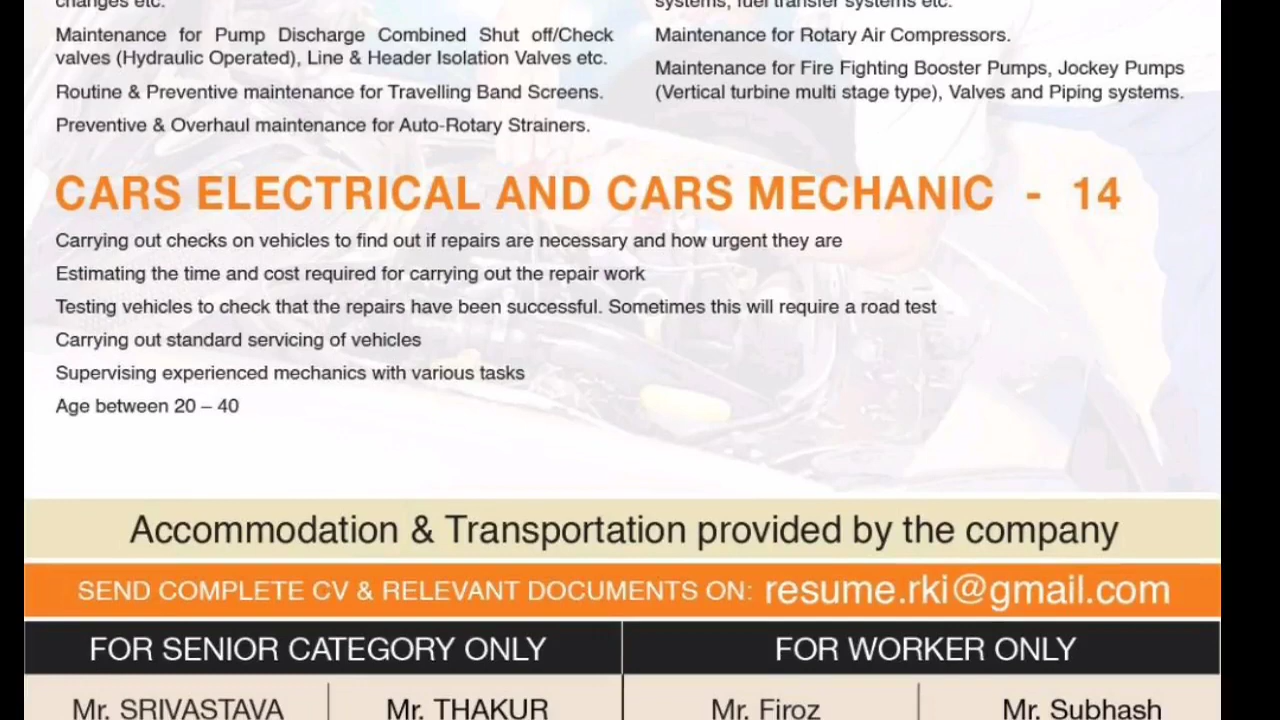 changes etc.
Maintenance for Pump Discharge Combined Shut off/Check
valves (Hydraulic Operated), Line & Header Isolation Valves etc.
Routine & Preventive maintenance for Travelling Band Screens.
Preventive & Overhaul maintenance for Auto-Rotary Strainers.
systems, fuel transfer systems etc.
Maintenance for Rotary Air Compressors.
Maintenance for Fire Fighting Booster Pumps, Jockey Pumps
(Vertical turbine multi stage type), Valves and Piping systems.
CARS ELECTRICAL AND CARS MECHANIC - 14
Carrying out checks on vehicles to find out if repairs are necessary and how urgent they are
Estimating the time and cost required for carrying out the repair work
Testing vehicles to check that the repairs have been successful. Sometimes this will require a road test
Carrying out standard servicing of vehicles
Supervising experienced mechanics with various tasks
Age between 20 – 40
Accommodation & Transportation provided by the company
SEND COMPLETE CV & RELEVANT DOCUMENTS ON: resume.rki@gmail.com
FOR SENIOR CATEGORY ONLY
FOR WORKER ONLY
Mr. SRIVASTAVA
Mr. THAKUR
Mr. Firoz
Mr. Subhash